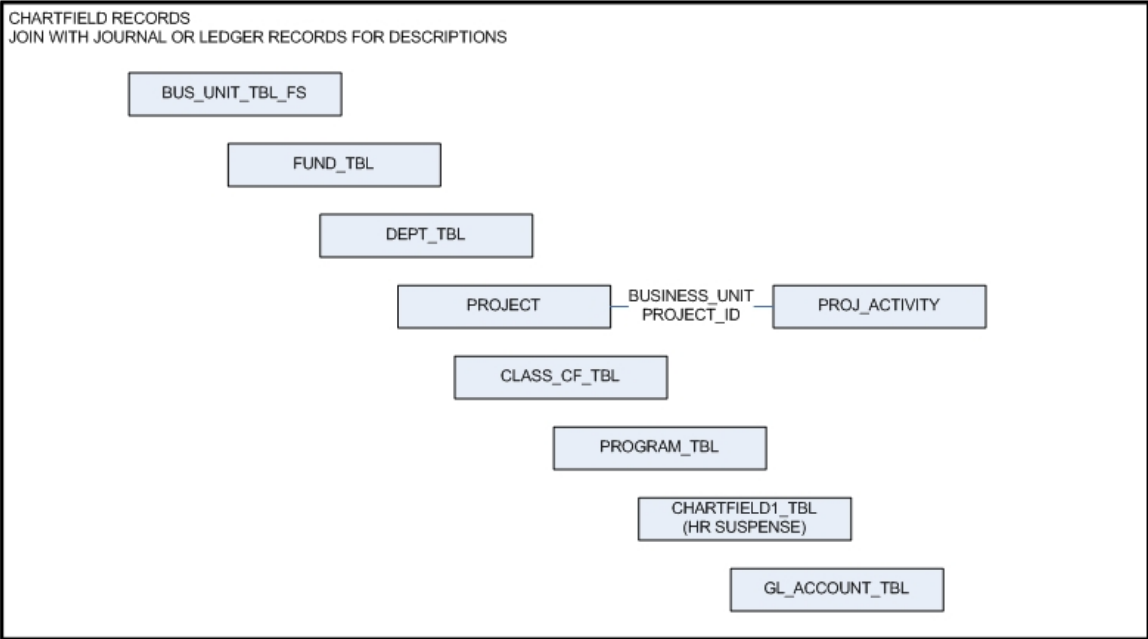 CHARTFIELD RECORDS
JOIN WITH JOURNAL OR LEDGER RECORDS FOR DESCRIPTIONS
BUS_UNIT_TBL_FS
FUND_TBL
DEPT_TBL
PROJECT
BUSINESS_UNIT
PROJECT_ID
PROJ_ACTIVITY
CLASS_CF_TBL
PROGRAM_TBL
CHARTFIELD1_TBL
(HR SUSPENSE)
GL_ACCOUNT_TBL